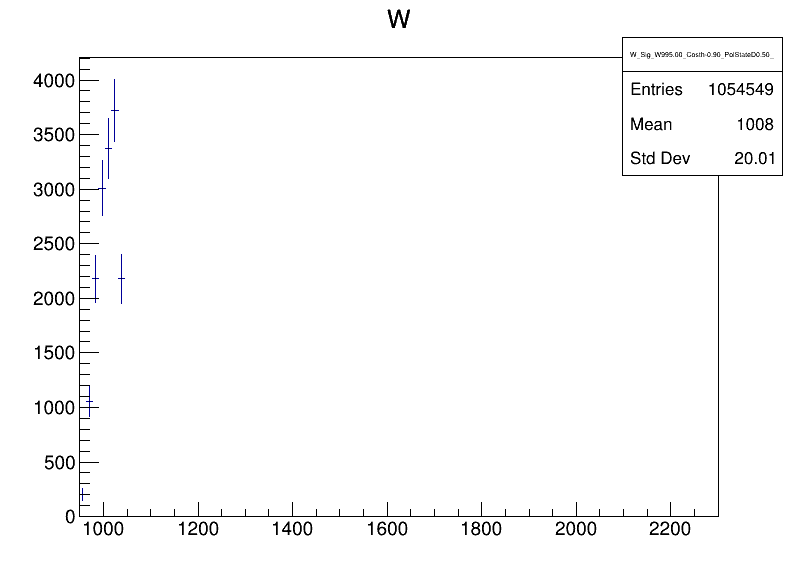 W
W_Sig_W995.00_Costh-0.90_PolStateD0.50_
Entries 1054549
Mean 1008
Std Dev 20.01
4000
3500
3000
2500
2000
1500
1000
500
0
1000 1200 1400 1600 1800 2000 2200